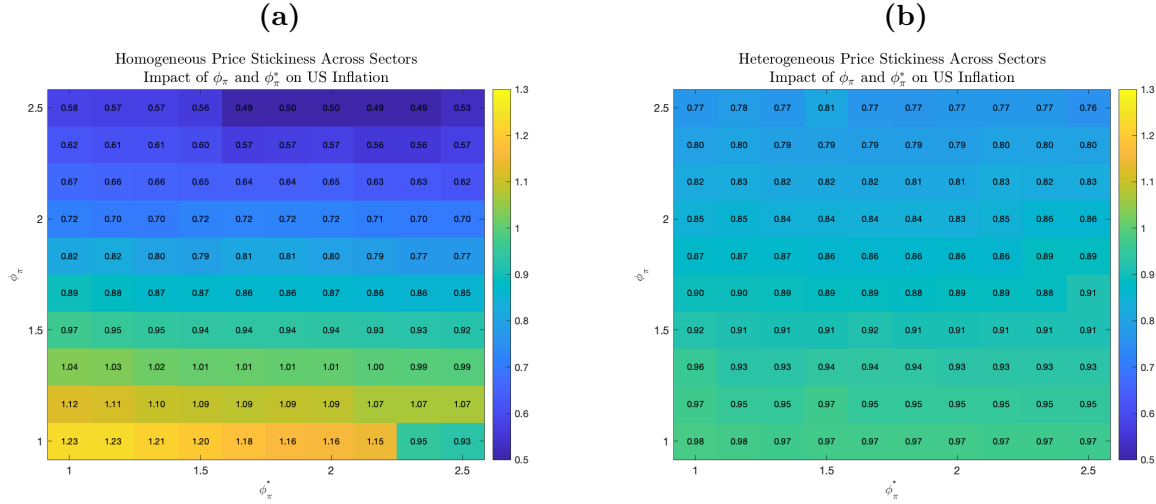 (a)
Homogeneous Price Stickiness Across Sectors
Impact of ϕπ and ϕ*π on US Inflation
2.5 0.58 0.57 0.57 0.56 0.49 0.50 0.50 0.49 0.49 0.53 1.3
0.62 0.61 0.61 0.60 0.57 0.57 0.57 0.56 0.56 0.57 1.2
0.67 0.66 0.66 0.65 0.64 0.64 0.65 0.63 0.63 0.62 1.1
2 0.72 0.70 0.70 0.72 0.72 0.72 0.72 0.71 0.70 0.70 1
0.82 0.82 0.80 0.79 0.81 0.81 0.80 0.79 0.77 0.77
ϕπ
0.89 0.88 0.87 0.87 0.86 0.86 0.87 0.86 0.86 0.85 0.9
1.5 0.97 0.95 0.95 0.94 0.94 0.94 0.94 0.93 0.93 0.92 0.8
1.04 1.03 1.02 1.01 1.01 1.01 1.01 1.00 0.99 0.99 0.7
1.12 1.11 1.10 1.09 1.09 1.09 1.09 1.07 1.07 1.07 0.6
1 1.23 1.23 1.21 1.20 1.18 1.16 1.16 1.15 0.95 0.93 0.5
1 1.5 2 2.5
ϕ*π
(b)
Heterogeneous Price Stickiness Across Sectors
Impact of ϕπ and ϕ*π on US Inflation
2.5 0.77 0.78 0.77 0.81 0.77 0.77 0.77 0.77 0.77 0.76 1.3
0.80 0.80 0.79 0.79 0.79 0.79 0.79 0.80 0.80 0.80 1.2
0.82 0.83 0.82 0.82 0.82 0.81 0.81 0.83 0.82 0.83 1.1
2 0.85 0.85 0.84 0.84 0.84 0.84 0.83 0.85 0.86 0.86 1
0.87 0.87 0.86 0.87 0.86 0.86 0.86 0.86 0.89 0.89
ϕπ
0.90 0.90 0.89 0.89 0.88 0.89 0.89 0.89 0.88 0.91 0.9
1.5 0.92 0.91 0.91 0.91 0.92 0.91 0.91 0.91 0.91 0.91 0.8
0.96 0.93 0.93 0.94 0.94 0.94 0.93 0.93 0.93 0.93 0.7
0.97 0.95 0.95 0.97 0.95 0.95 0.95 0.95 0.95 0.95 0.6
1 0.98 0.98 0.97 0.97 0.97 0.97 0.97 0.97 0.97 0.97 0.5
1 1.5 2 2.5
ϕ*π